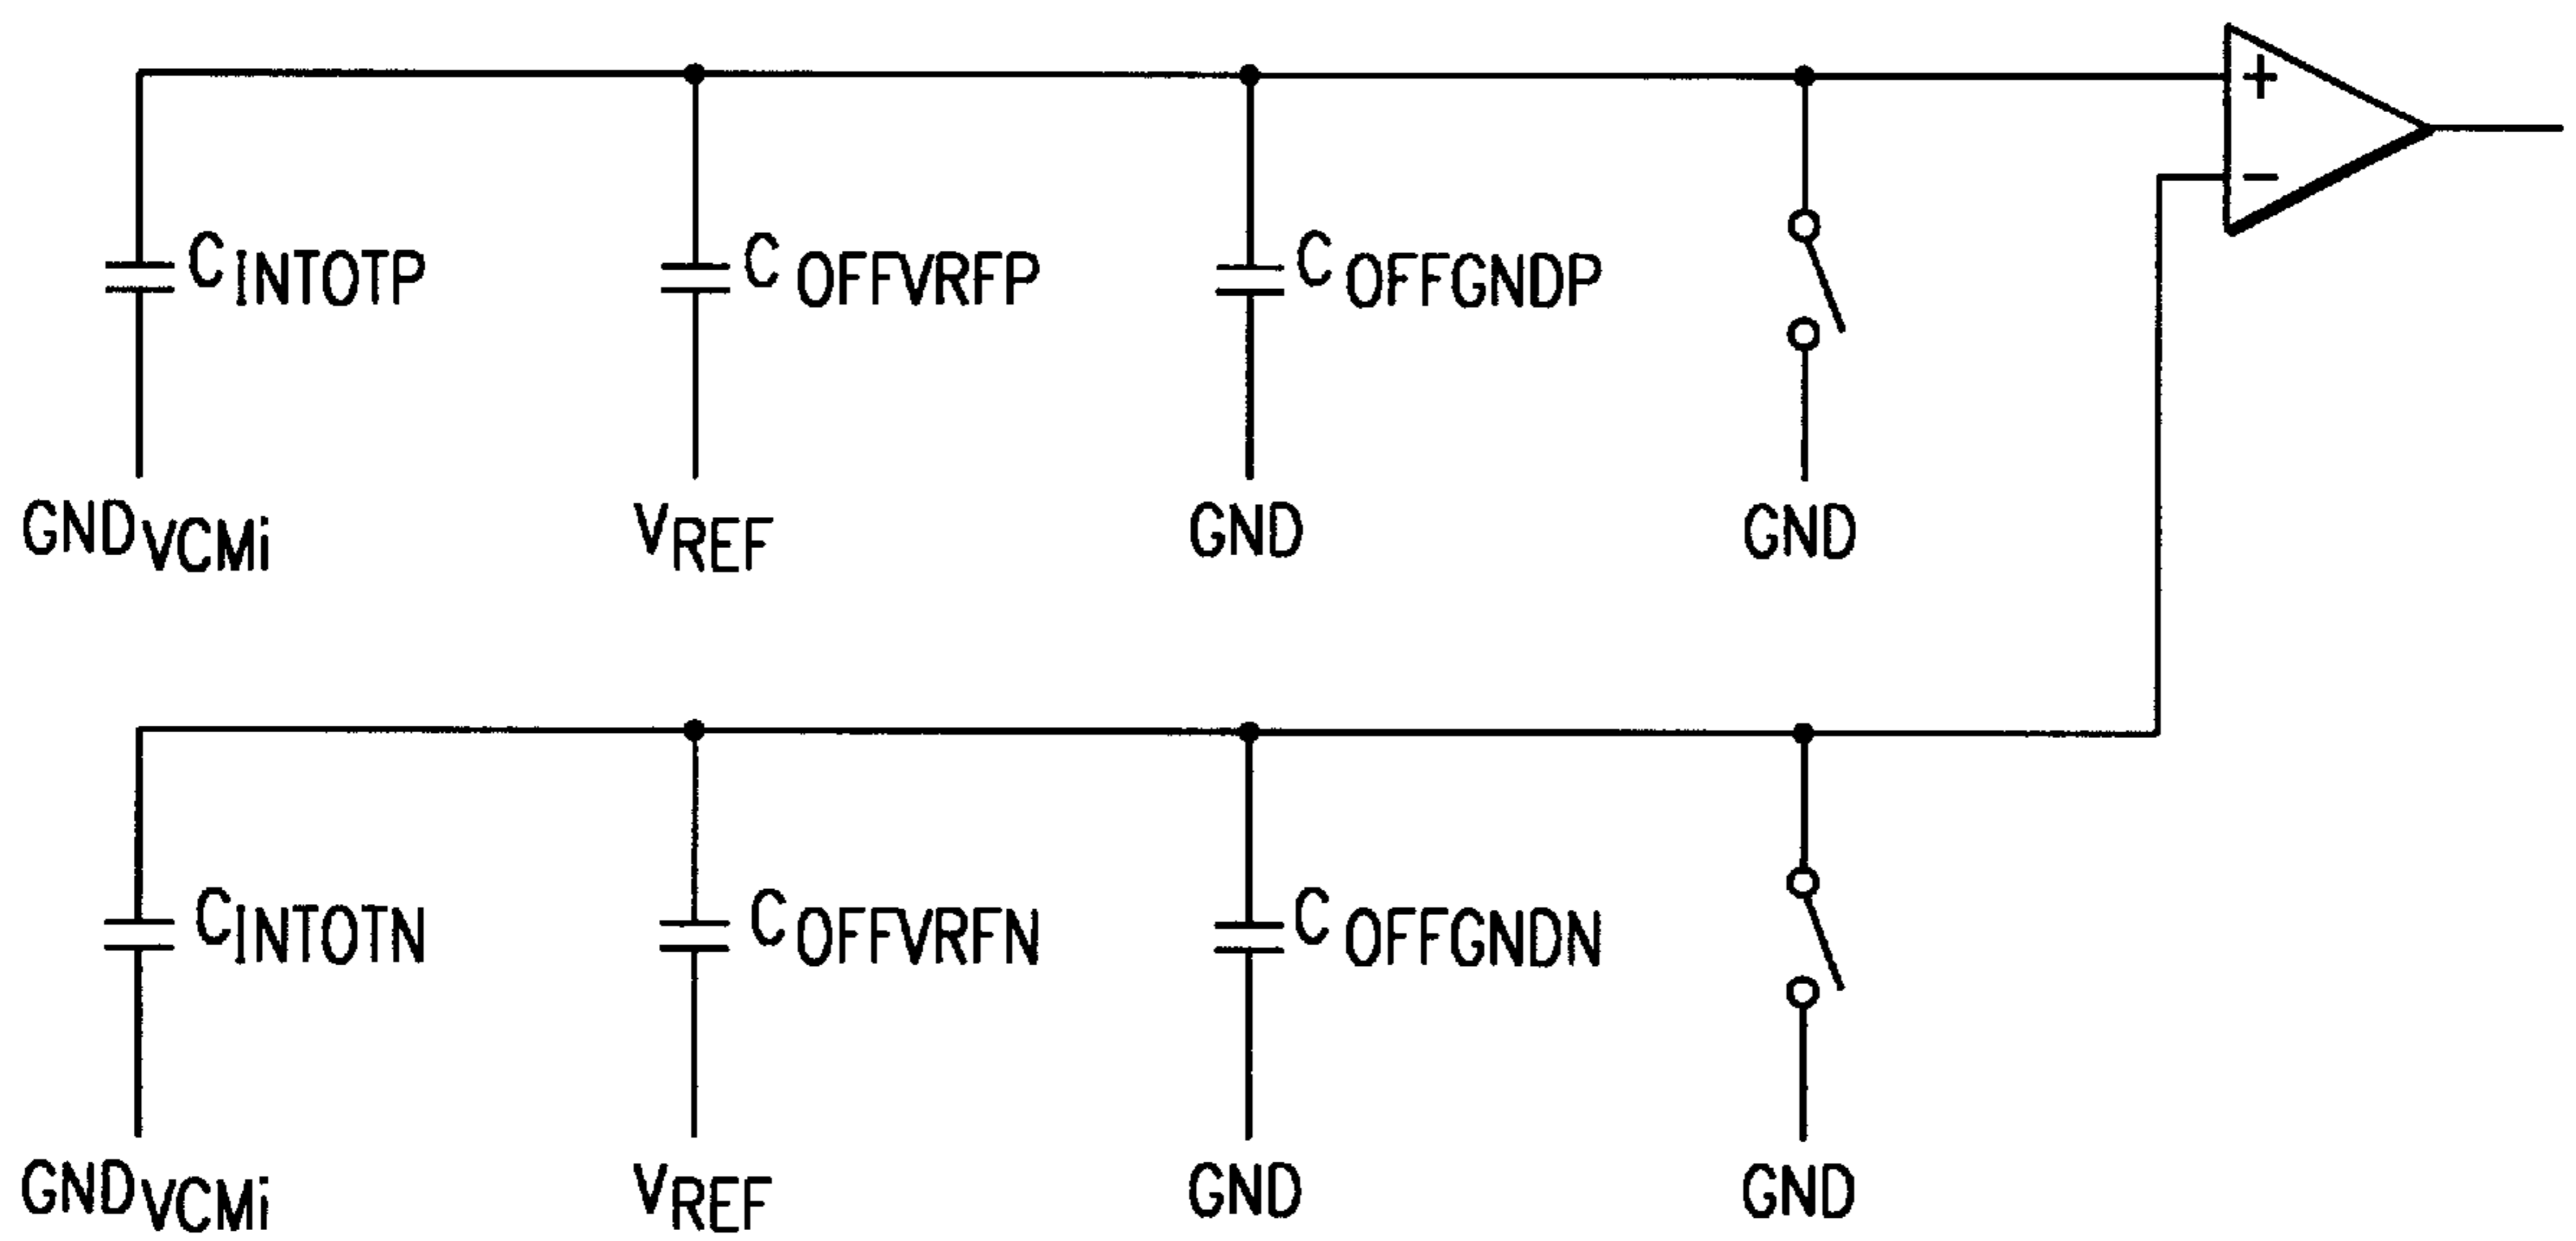 +
−
CINTOTP COFFVRFP COFFGNDP
GNDVCMi VREF GND GND
CINTOTN COFFVRFN COFFGNDN
GNDVCMi VREF GND GND